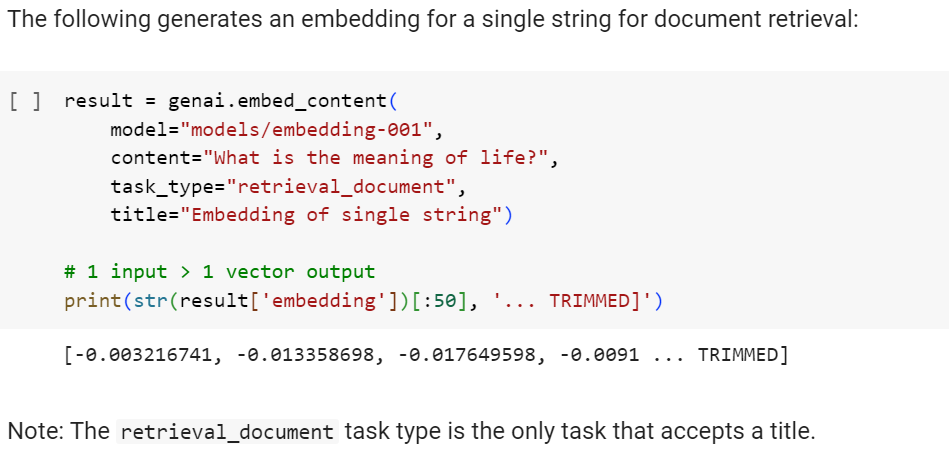 The following generates an embedding for a single string for document retrieval:
[ ] result = genai.embed_content(
model="models/embedding-001",
content="What is the meaning of life?",
task_type="retrieval_document",
title="Embedding of single string")
# 1 input > 1 vector output
print(str(result['embedding'])[:50], '... TRIMMED]')
[-0.003216741, -0.013358698, -0.017649598, -0.0091 ... TRIMMED]
Note: The retrieval_document task type is the only task that accepts a title.